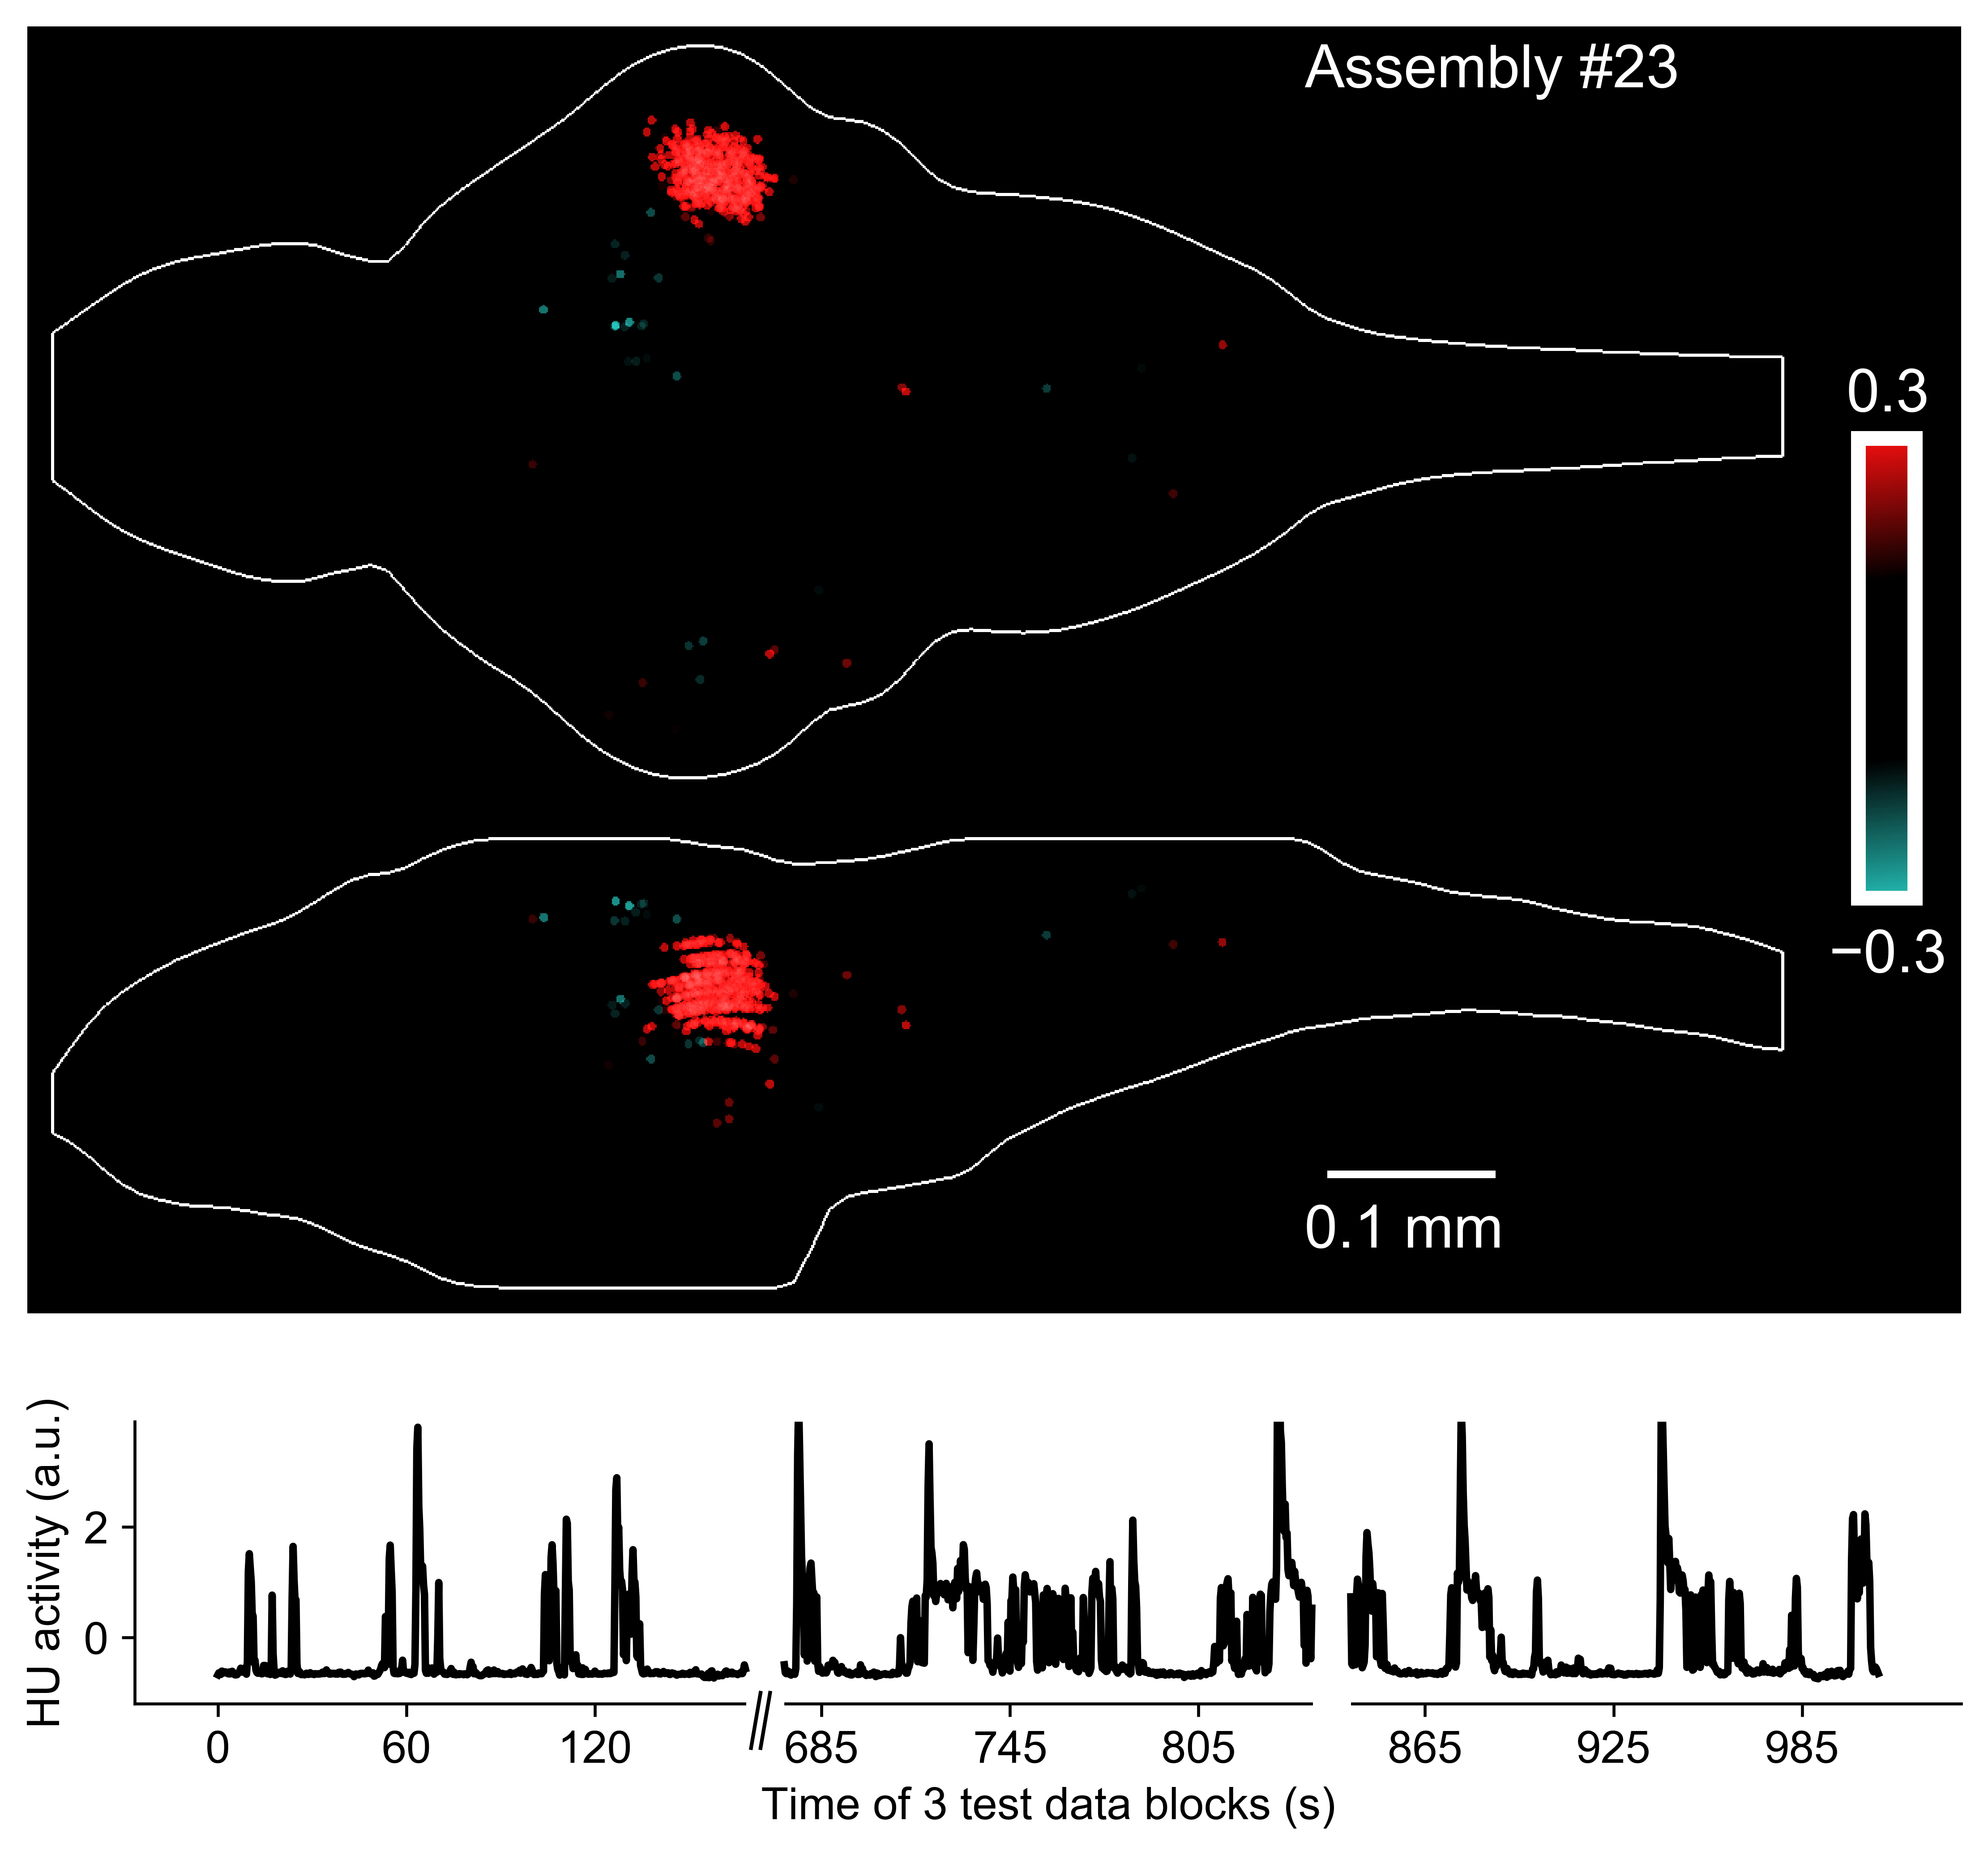 Assembly #23
0.3
−0.3
0.1 mm
HU activity (a.u.)
2
0
0 60 120 685 745 805 865 925 985
Time of 3 test data blocks (s)